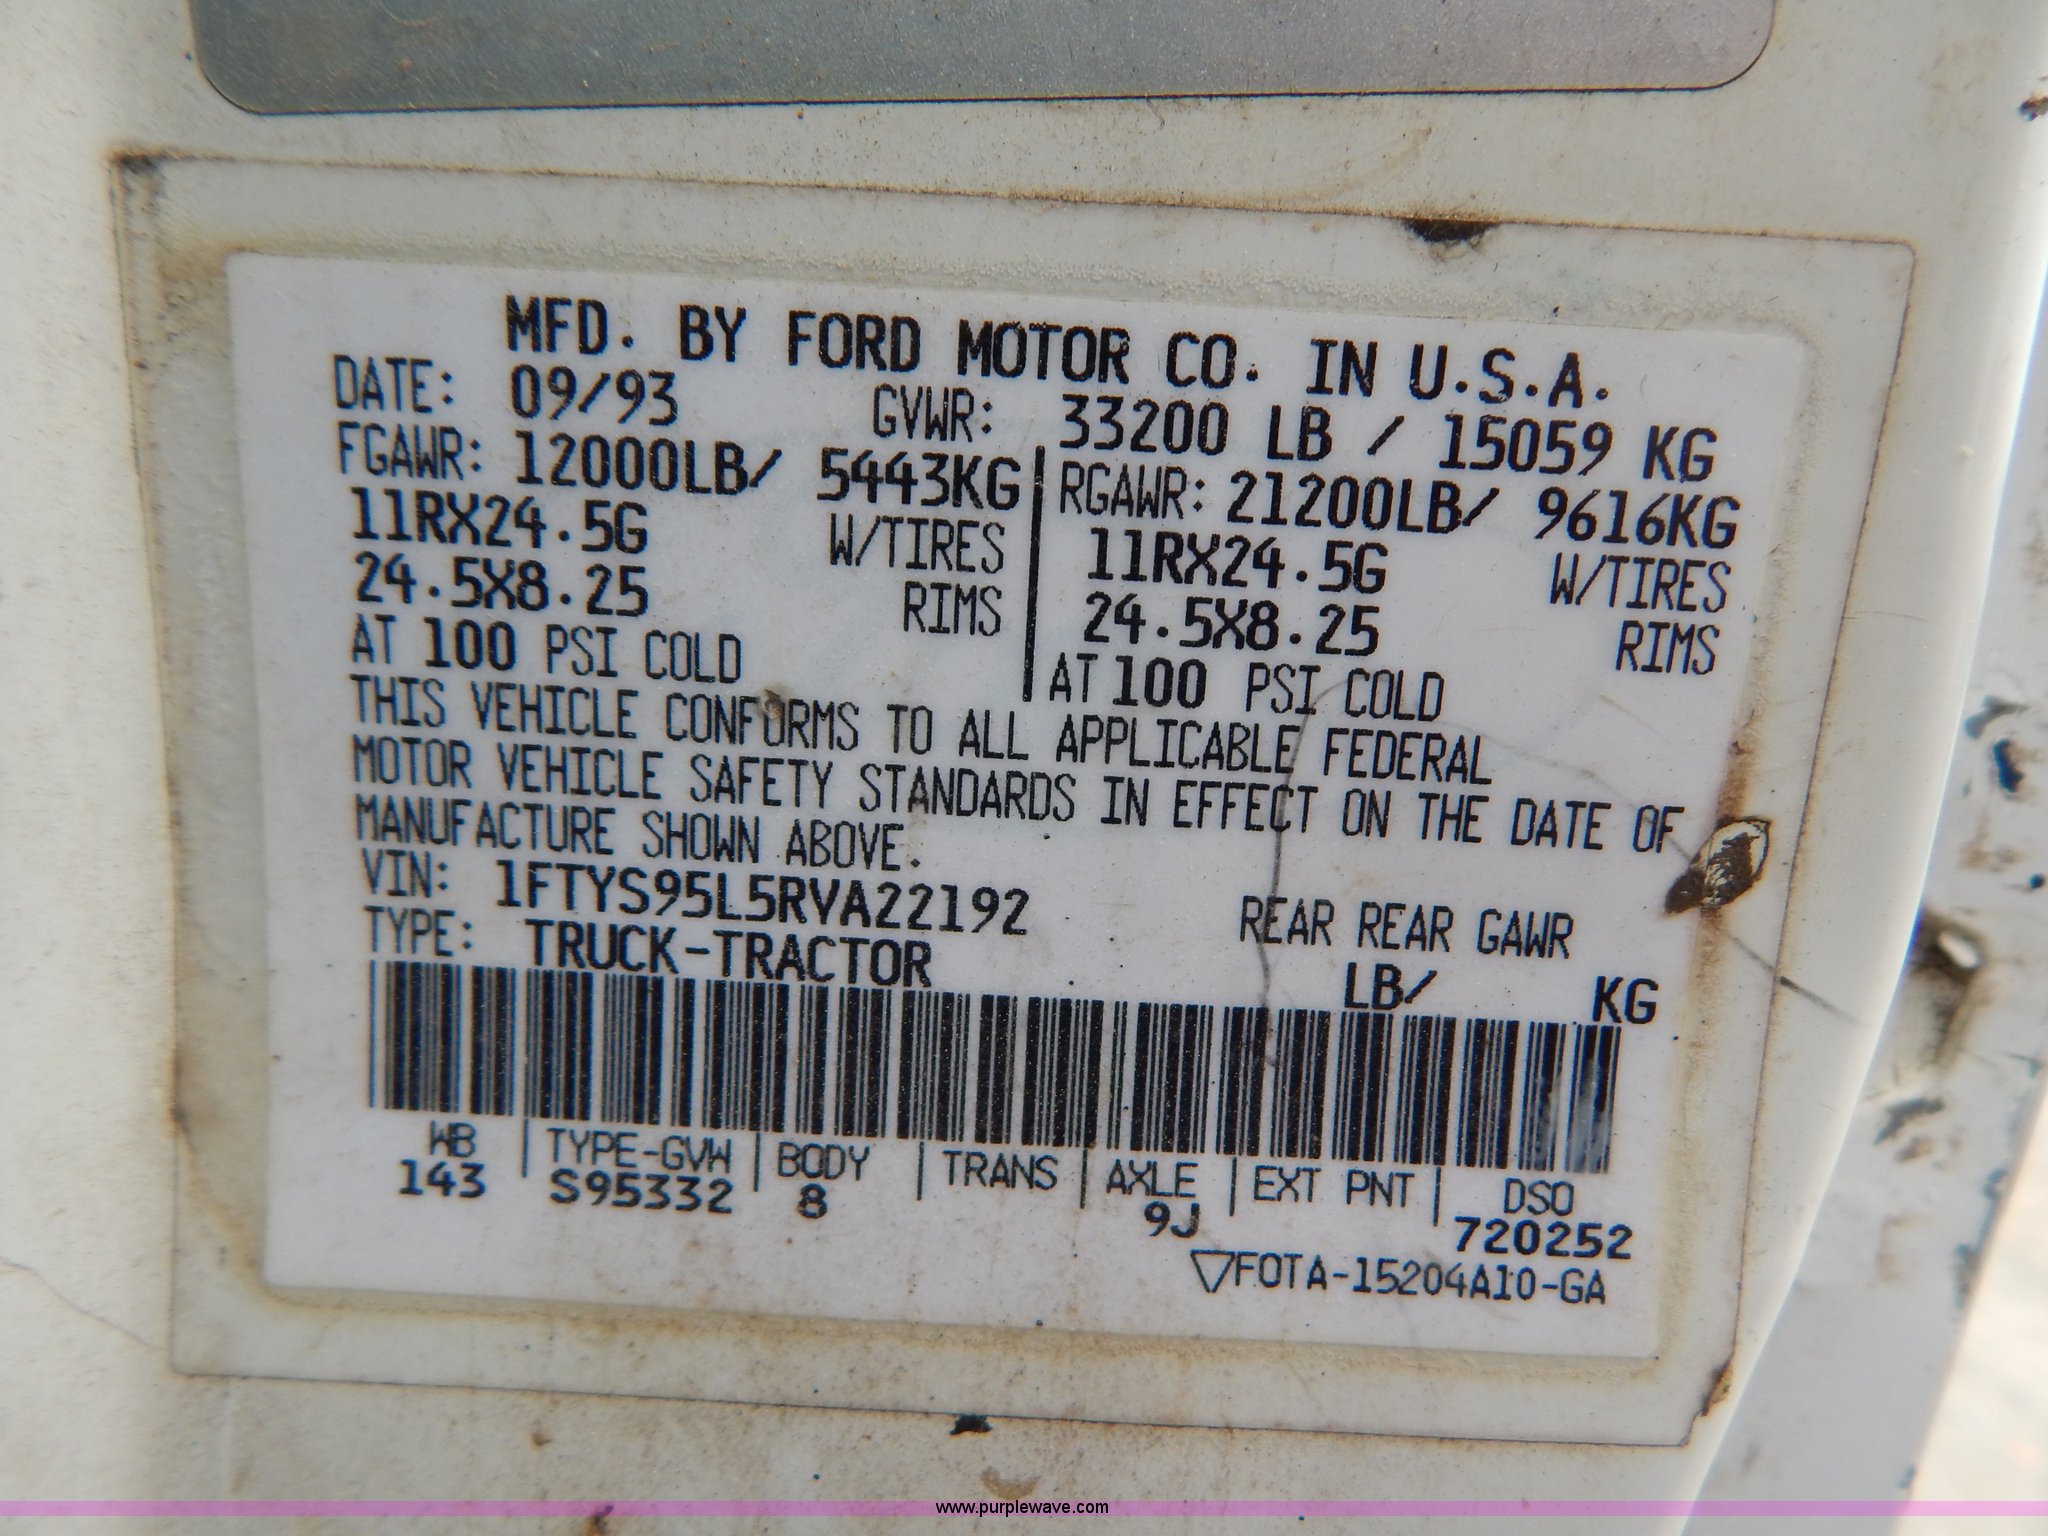 MFD. BY FORD MOTOR CO. IN U.S.A.
DATE: 09/93 GVWR: 33200 LB / 15059 KG
FGAWR: 12000LB/ 5443KG RGAWR: 21200LB/ 9616KG
11RX24.5G W/TIRES 11RX24.5G W/TIRES
24.5X8.25 RIMS 24.5X8.25 RIMS
AT 100 PSI COLD AT 100 PSI COLD
THIS VEHICLE CONFORMS TO ALL APPLICABLE FEDERAL
MOTOR VEHICLE SAFETY STANDARDS IN EFFECT ON THE DATE OF
MANUFACTURE SHOWN ABOVE.
VIN: 1FTYS95L5RVA22192 REAR REAR GAWR
TYPE: TRUCK-TRACTOR LB/ KG
WB TYPE-GVW BODY TRANS AXLE EXT PNT DSO
143 S95332 8 9J 720252
▽FOTA-15204A10-GA
www.purplewave.com